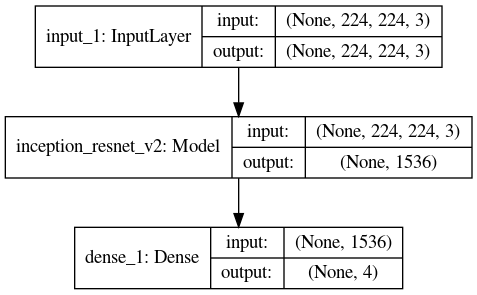 input_1: InputLayer
input:
(None, 224, 224, 3)
output:
(None, 224, 224, 3)
inception_resnet_v2: Model
input:
(None, 224, 224, 3)
output:
(None, 1536)
dense_1: Dense
input:
(None, 1536)
output:
(None, 4)